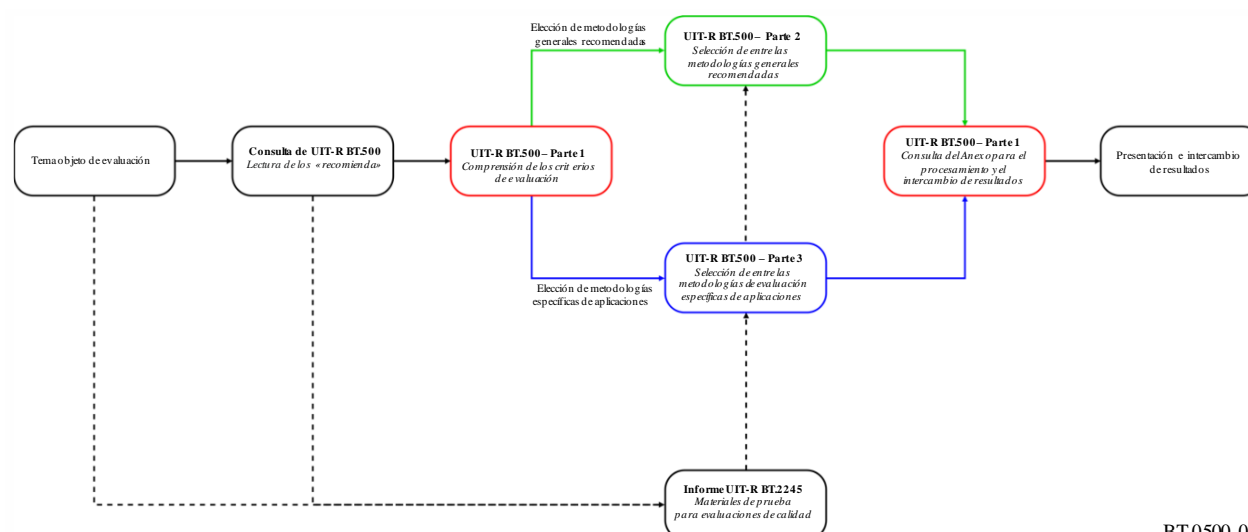 Elección de metodologías
generales recomendadas
UIT-R BT.500 – Parte 2
Selección de entre las
metodologías generales
recomendadas
Tema objeto de evaluación
Consulta de UIT-R BT.500
Lectura de los «recomienda»
UIT-R BT.500 – Parte 1
Comprensión de los criterios
de evaluación
UIT-R BT.500 – Parte 1
Consulta del Anexo para el
procesamiento y el
intercambio de resultados
Presentación e intercambio
de resultados
UIT-R BT.500 – Parte 3
Selección de entre las
metodologías de evaluación
específicas de aplicaciones
Elección de metodologías
específicas de aplicaciones
Informe UIT-R BT.2245
Materiales de prueba
para evaluaciones de calidad
BT.0500-0